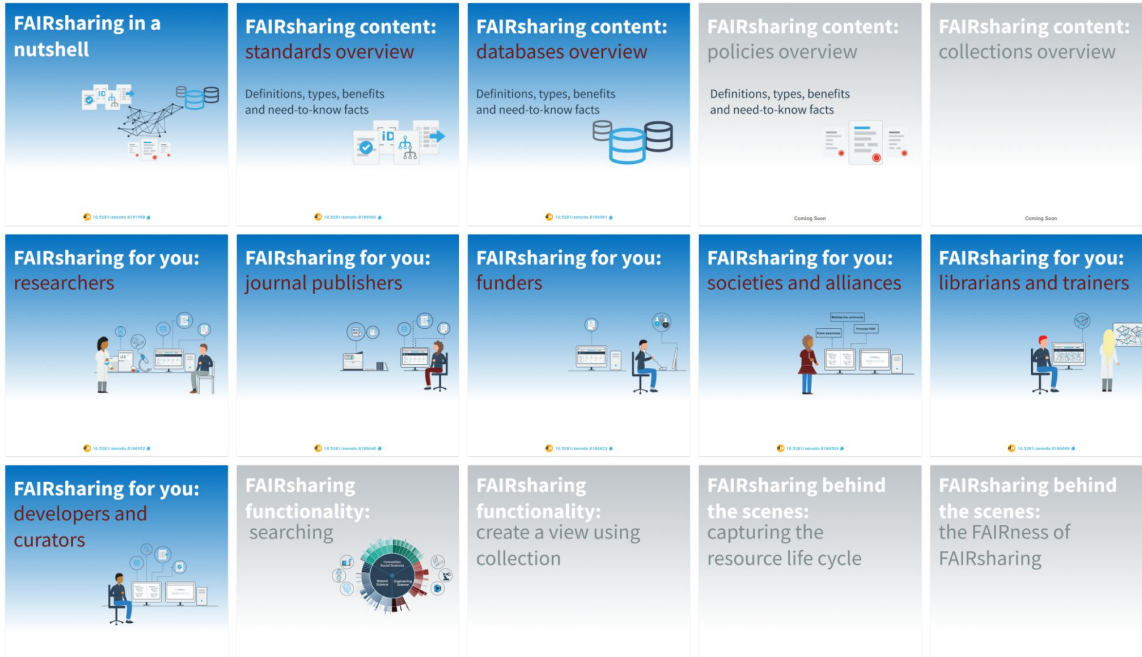 FAIRsharing in a
nutshell
FAIRsharing content:
standards overview
Definitions, types, benefits
and need-to-know facts
FAIRsharing content:
databases overview
Definitions, types, benefits
and need-to-know facts
FAIRsharing content:
policies overview
Definitions, types, benefits
and need-to-know facts
Coming Soon
FAIRsharing content:
collections overview
Coming Soon
FAIRsharing for you:
researchers
FAIRsharing for you:
journal publishers
FAIRsharing for you:
funders
FAIRsharing for you:
societies and alliances
FAIRsharing for you:
librarians and trainers
FAIRsharing for you:
developers and
curators
FAIRsharing
functionality:
searching
FAIRsharing
functionality:
create a view using
collection
FAIRsharing behind
the scenes:
capturing the
resource life cycle
FAIRsharing behind
the scenes:
the FAIRness of
FAIRsharing